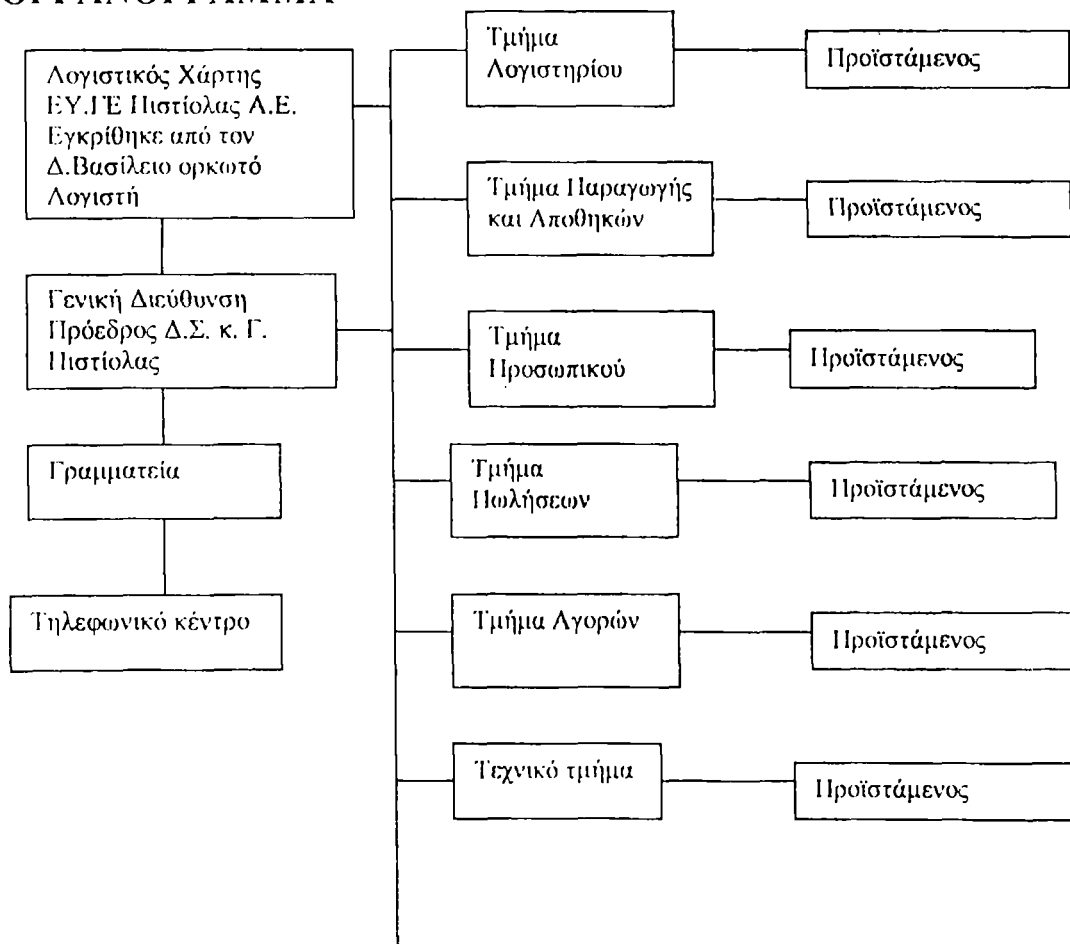 ΟΡΓΑΝΟΓΡΑΜΜΑ
Λογιστικός Χάρτης
ΕΥ.ΓΕ Πιστίολας Α.Ε.
Εγκρίθηκε από τον
Δ.Βασίλειο ορκωτό
Λογιστή
Γενική Διεύθυνση
Πρόεδρος Δ.Σ. κ. Γ.
Πιστίολας
Γραμματεία
Τηλεφωνικό κέντρο
Τμήμα
Λογιστηρίου
Προϊστάμενος
Τμήμα Παραγωγής
και Αποθηκών
Προϊστάμενος
Τμήμα
Προσωπικού
Προϊστάμενος
Τμήμα
Πωλήσεων
Προϊστάμενος
Τμήμα Αγορών
Προϊστάμενος
Τεχνικό τμήμα
Προϊστάμενος